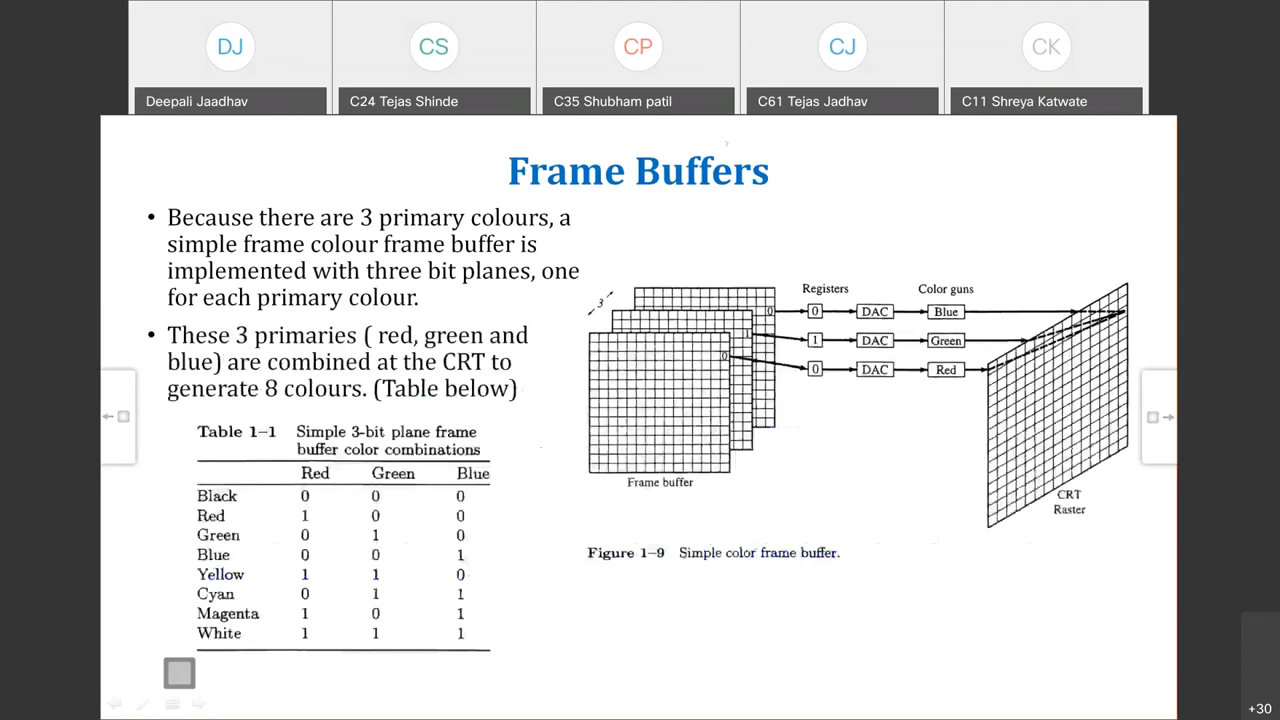 DJ
CS
CP
CJ
CK
Deepali Jaadhav
C24 Tejas Shinde
C35 Shubham patil
C61 Tejas Jadhav
C11 Shreya Katwate
Frame Buffers
• Because there are 3 primary colours, a
simple frame colour frame buffer is
implemented with three bit planes, one
for each primary colour.
• These 3 primaries ( red, green and
blue) are combined at the CRT to
generate 8 colours. (Table below)
Table 1–1 Simple 3-bit plane frame
buffer color combinations
Red Green Blue
Black 0 0 0
Red 1 0 0
Green 0 1 0
Blue 0 0 1
Yellow 1 1 0
Cyan 0 1 1
Magenta 1 0 1
White 1 1 1
3
Registers Color guns
0 0 DAC Blue
1 1 DAC Green
0 0 DAC Red
Frame buffer
CRT
Raster
Figure 1–9 Simple color frame buffer.
+30